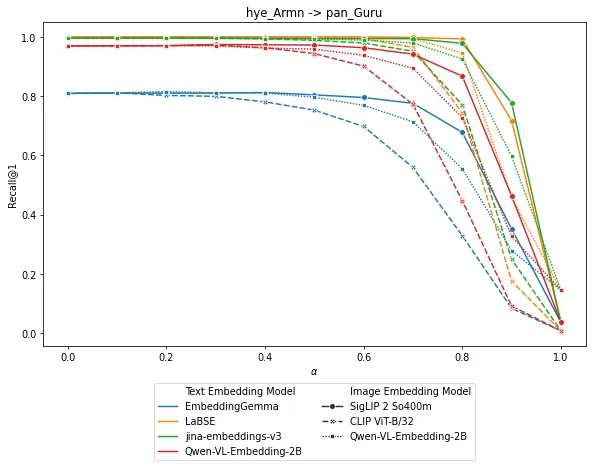 hye_Armn -> pan_Guru
Recall@1
1.0
0.8
0.6
0.4
0.2
0.0
0.0 0.2 0.4 0.6 0.8 1.0
α
Text Embedding Model
EmbeddingGemma
LaBSE
jina-embeddings-v3
Qwen-VL-Embedding-2B
Image Embedding Model
SigLIP 2 So400m
CLIP ViT-B/32
Qwen-VL-Embedding-2B